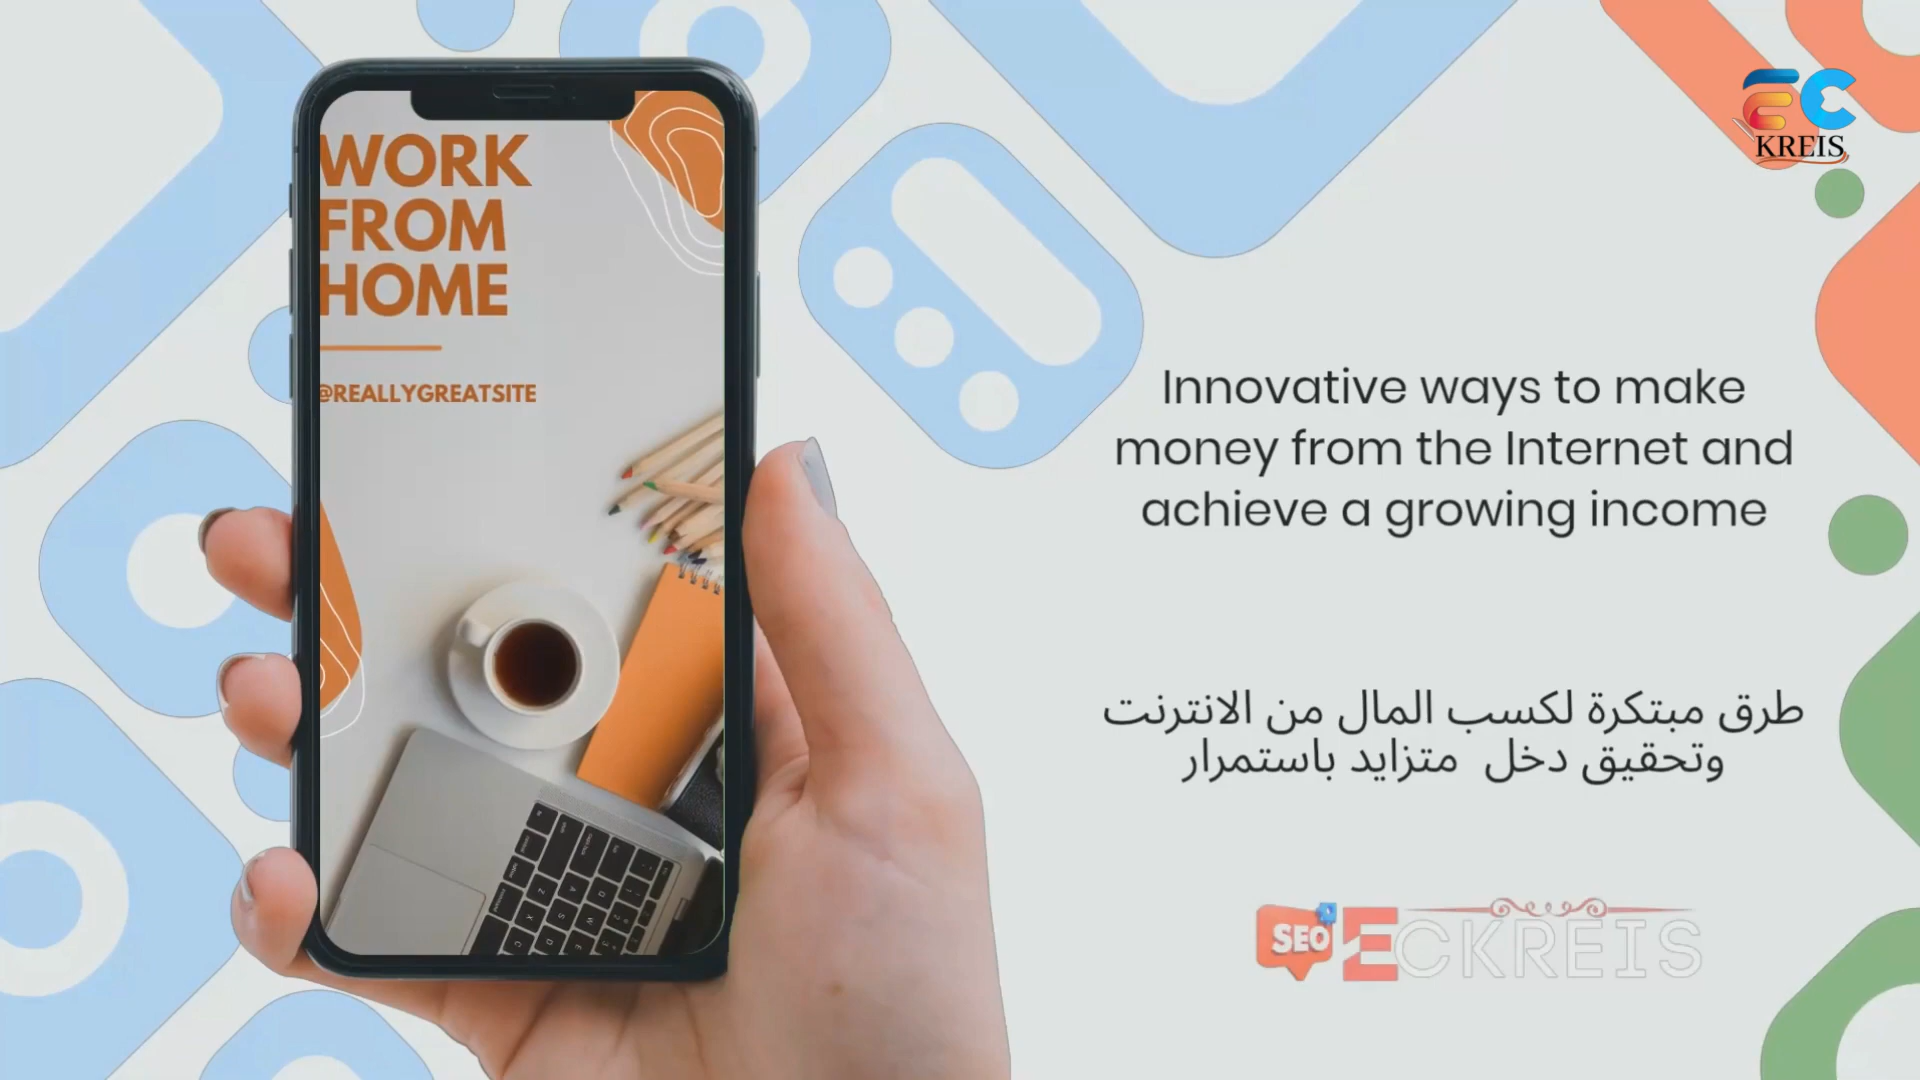 WORK
FROM
HOME
@REALLYGREATSITE
EC
KREIS
Innovative ways to make
money from the Internet and
achieve a growing income
طرق مبتكرة لكسب المال من الانترنت
وتحقيق دخل متزايد باستمرار
SEO ECKREIS